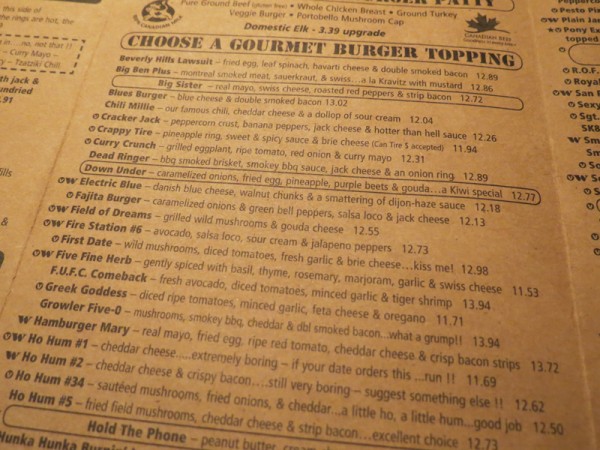 BURGER PATTY
Pure Ground Beef • Whole Chicken Breast • Ground Turkey
Veggie Burger • Portobello Mushroom Cap
Domestic Elk - 3.39 upgrade
CANADIAN BEEF
CHOOSE A GOURMET BURGER TOPPING
Beverly Hills Lawsuit – fried egg, leaf spinach, havarti cheese & double smoked bacon 12.89
Big Ben Plus – montreal smoked meat, sauerkraut, & swiss...a la Kravitz with mustard 12.86
Big Sister – real mayo, swiss cheese, roasted red peppers & strip bacon 12.72
Blues Burger – blue cheese & double smoked bacon 13.02
Chili Millie – our famous chili, cheddar cheese & a dollop of sour cream 12.04
Cracker Jack – peppercorn crust, banana peppers, jack cheese & hotter than hell sauce 12.26
Crappy Tire – pineapple ring, sweet & spicy sauce & brie cheese (Can Tire $ accepted) 11.94
Curry Crunch – grilled eggplant, ripe tomato, red onion & curry mayo 12.31
Dead Ringer – bbq smoked brisket, smokey bbq sauce, jack cheese & an onion ring 12.89
Down Under – caramelized onions, fried egg, pineapple, purple beets & gouda...a Kiwi special 12.77
W Electric Blue – danish blue cheese, walnut chunks & a smattering of dijon-haze sauce 12.18
Fajita Burger – caramelized onions & green bell peppers, salsa loco & jack cheese 12.13
W Field of Dreams – grilled wild mushrooms & gouda cheese 12.55
W Fire Station #6 – avocado, salsa loco, sour cream & jalapeno peppers 12.73
First Date – wild mushrooms, diced tomatoes, fresh garlic & brie cheese...kiss me! 12.98
W Five Fine Herb – gently spiced with basil, thyme, rosemary, marjoram, garlic & swiss cheese 11.53
F.U.F.C. Comeback – fresh avocado, diced tomatoes, minced garlic & tiger shrimp 13.94
Greek Goddess – diced ripe tomatoes, minced garlic, feta cheese & oregano 11.71
Growler Five-O – mushrooms, smokey bbq, cheddar & dbl smoked bacon...what a grump!! 13.94
W Hamburger Mary – real mayo, fried egg, ripe red tomato, cheddar cheese & crisp bacon strips 13.72
W Ho Hum #1 – cheddar cheese....extremely boring – if your date orders this ...run !! 11.69
W Ho Hum #2 – cheddar cheese & crispy bacon....still very boring – suggest something else !! 12.62
Ho Hum #34 – sautéed mushrooms, fried onions, & cheddar...a little ho, a little hum...good job 12.50
Ho Hum #5 – fried field mushrooms, cheddar cheese & strip bacon...excellent choice 12.73
Hold The Phone – peanut butter,
Hunka Hunka